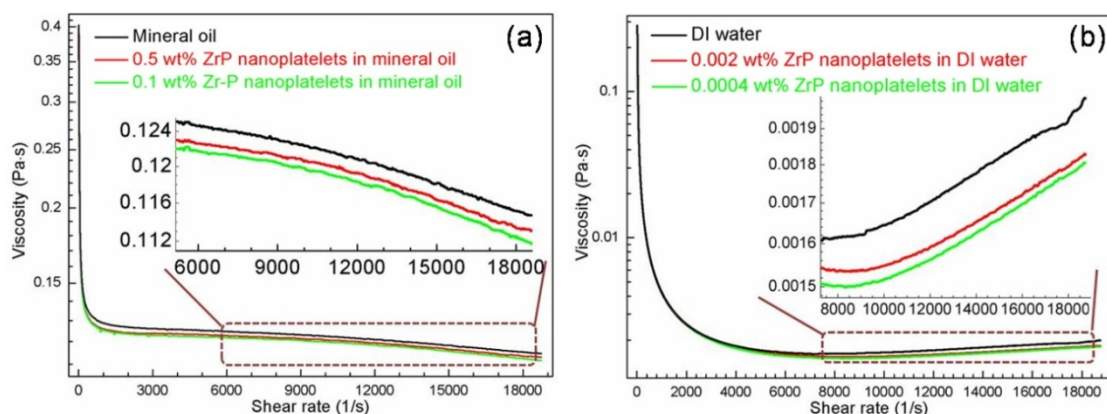 (a)
Mineral oil
0.5 wt% ZrP nanoplatelets in mineral oil
0.1 wt% Zr-P nanoplatelets in mineral oil
0.4
0.3
0.25
0.2
0.15
Viscosity (Pa·s)
0.124
0.12
0.116
0.112
6000 9000 12000 15000 18000
0 3000 6000 9000 12000 15000 18000
Shear rate (1/s)
(b)
DI water
0.002 wt% ZrP nanoplatelets in DI water
0.0004 wt% ZrP nanoplatelets in DI water
0.1
0.01
Viscosity (Pa·s)
0.0019
0.0018
0.0017
0.0016
0.0015
8000 10000 12000 14000 16000 18000
0 2000 4000 6000 8000 10000 12000 14000 16000 18000
Shear rate (1/s)